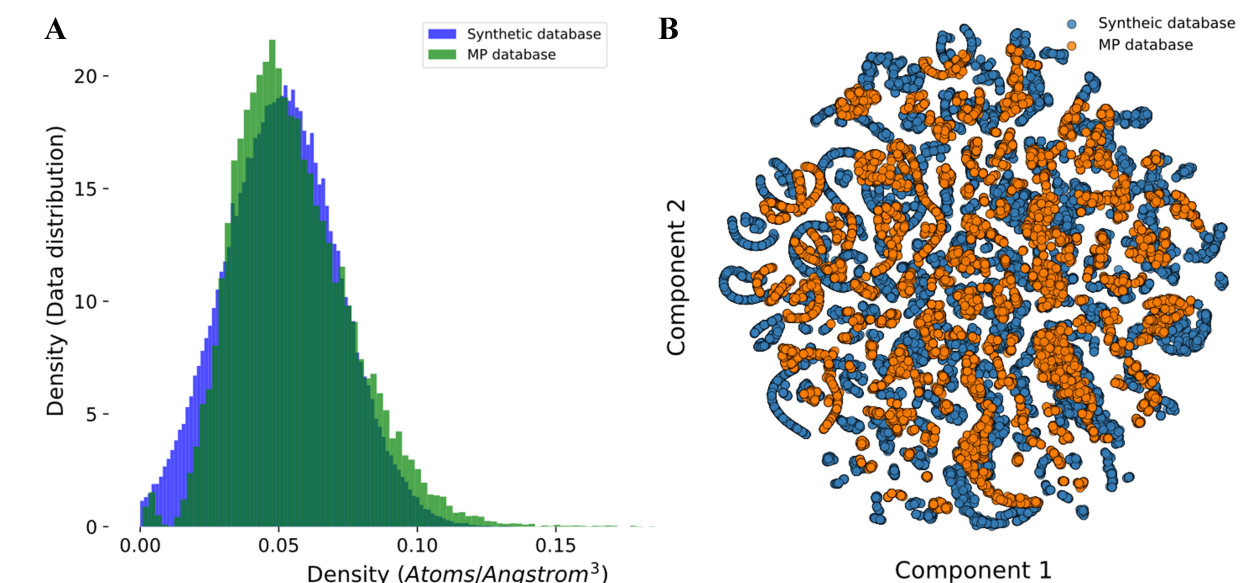 A
Synthetic database
MP database
20
15
10
5
0
Density (Data distribution)
0.00
0.05
0.10
0.15
Density (Atoms/Angstrom³)
B
Syntheic database
MP database
Component 2
Component 1